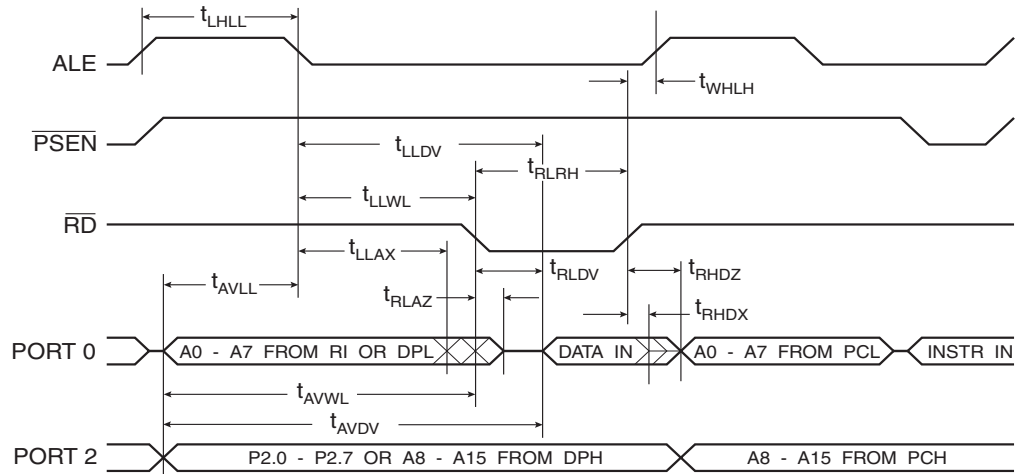 tLHLL
ALE
tWHLH
PSEN
tLLDV
tRLRH
tLLWL
RD
tLLAX
tRLDV
tRHDZ
tAVLL
tRLAZ
tRHDX
PORT 0
A0 - A7 FROM RI OR DPL
DATA IN
A0 - A7 FROM PCL
INSTR IN
tAVWL
tAVDV
PORT 2
P2.0 - P2.7 OR A8 - A15 FROM DPH
A8 - A15 FROM PCH